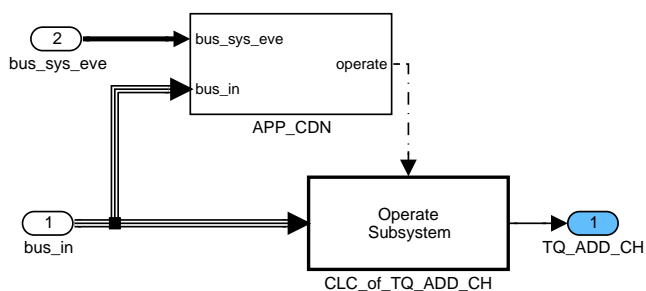 2
bus_sys_eve
bus_sys_eve
bus_in
operate
APP_CDN
1
bus_in
Operate
Subsystem
CLC_of_TQ_ADD_CH
1
TQ_ADD_CH